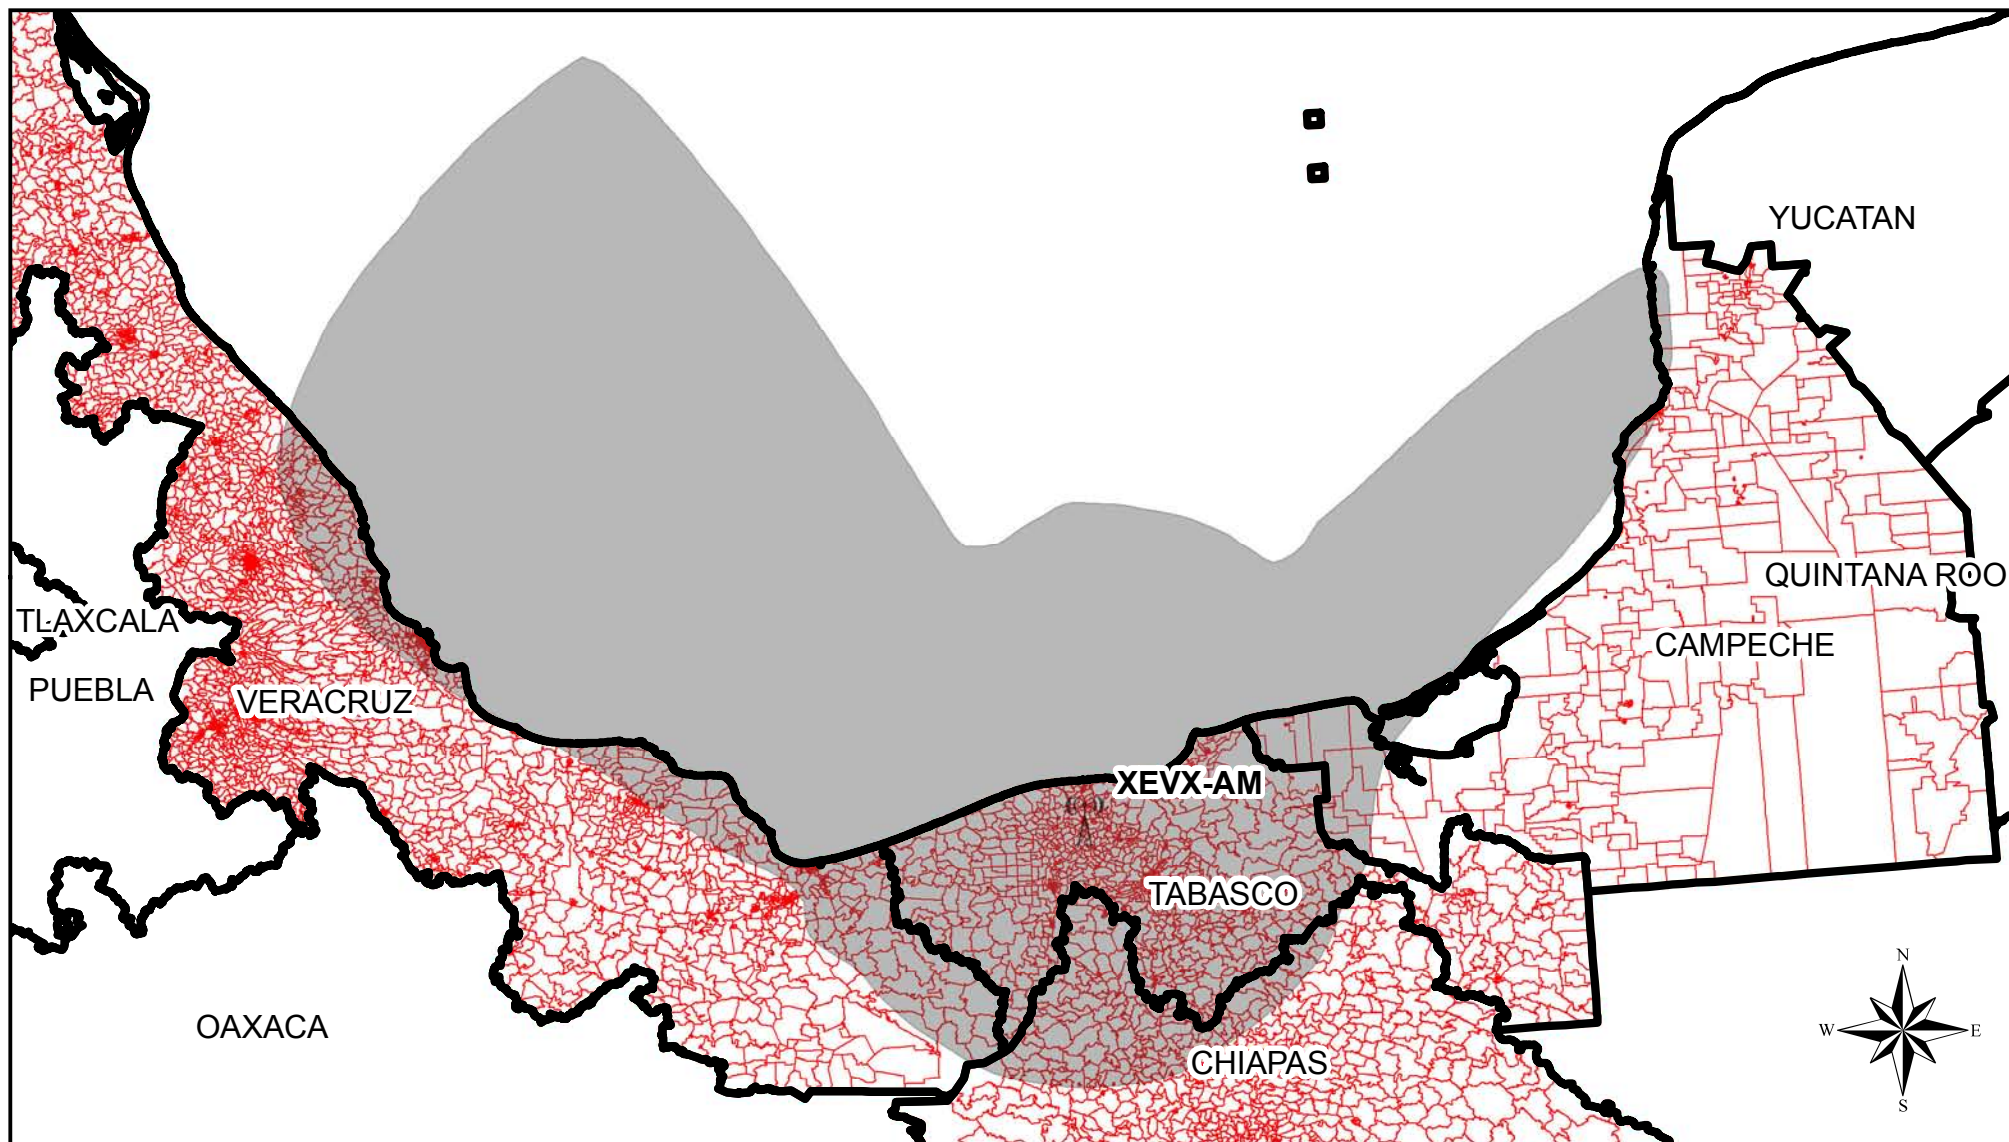 YUCATAN
QUINTANA ROO
TLAXCALA
CAMPECHE
PUEBLA
VERACRUZ
XEVX-AM
TABASCO
N
W
E
S
OAXACA
CHIAPAS